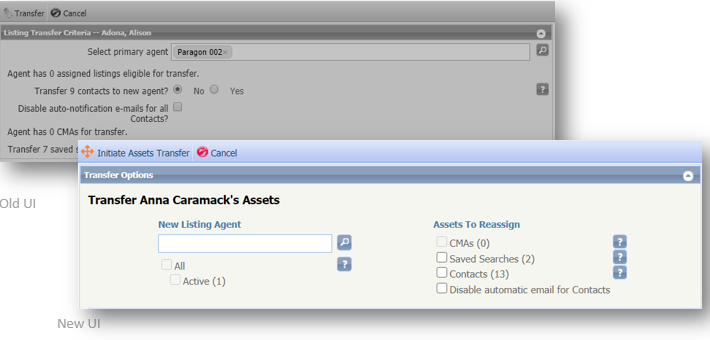 Transfer Cancel
Listing Transfer Criteria -- Adona, Alison
Select primary agent Paragon 002×
Agent has 0 assigned listings eligible for transfer.
Transfer 9 contacts to new agent? No Yes ?
Disable auto-notification e-mails for all
Contacts?
Agent has 0 CMAs for transfer.
Transfer 7 saved
Initiate Assets Transfer Cancel
Transfer Options
Transfer Anna Caramack's Assets
New Listing Agent
All ?
Active (1)
Assets To Reassign
CMAs (0) ?
Saved Searches (2) ?
Contacts (13) ?
Disable automatic email for Contacts
Old UI
New UI